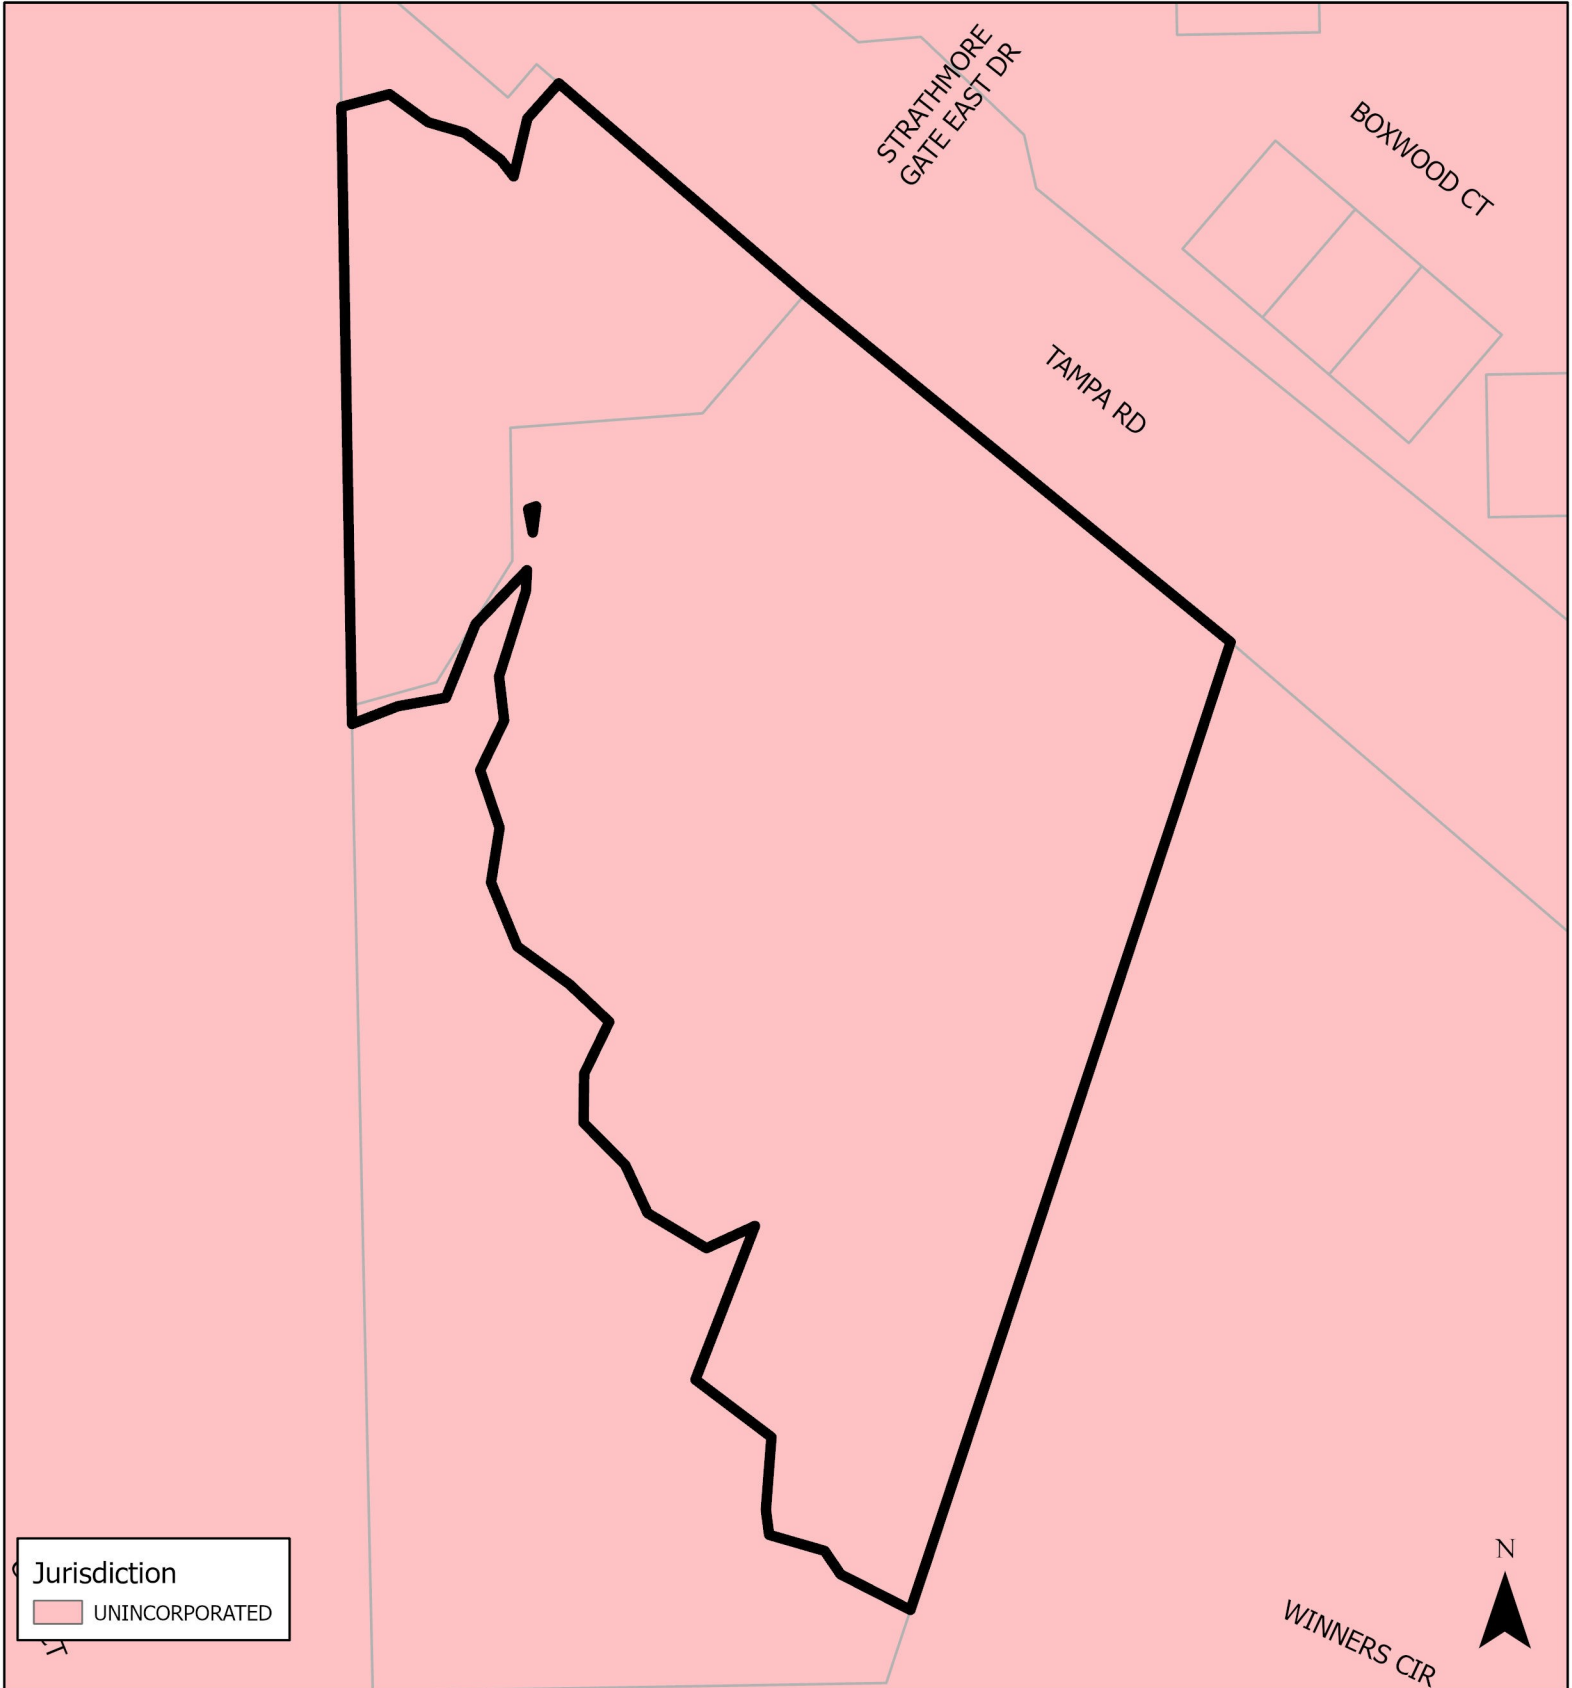 STRATHMORE
GATE EAST DR
BOXWOOD CT
TAMPA RD
N
Jurisdiction
UNINCORPORATED
WINNERS CIR